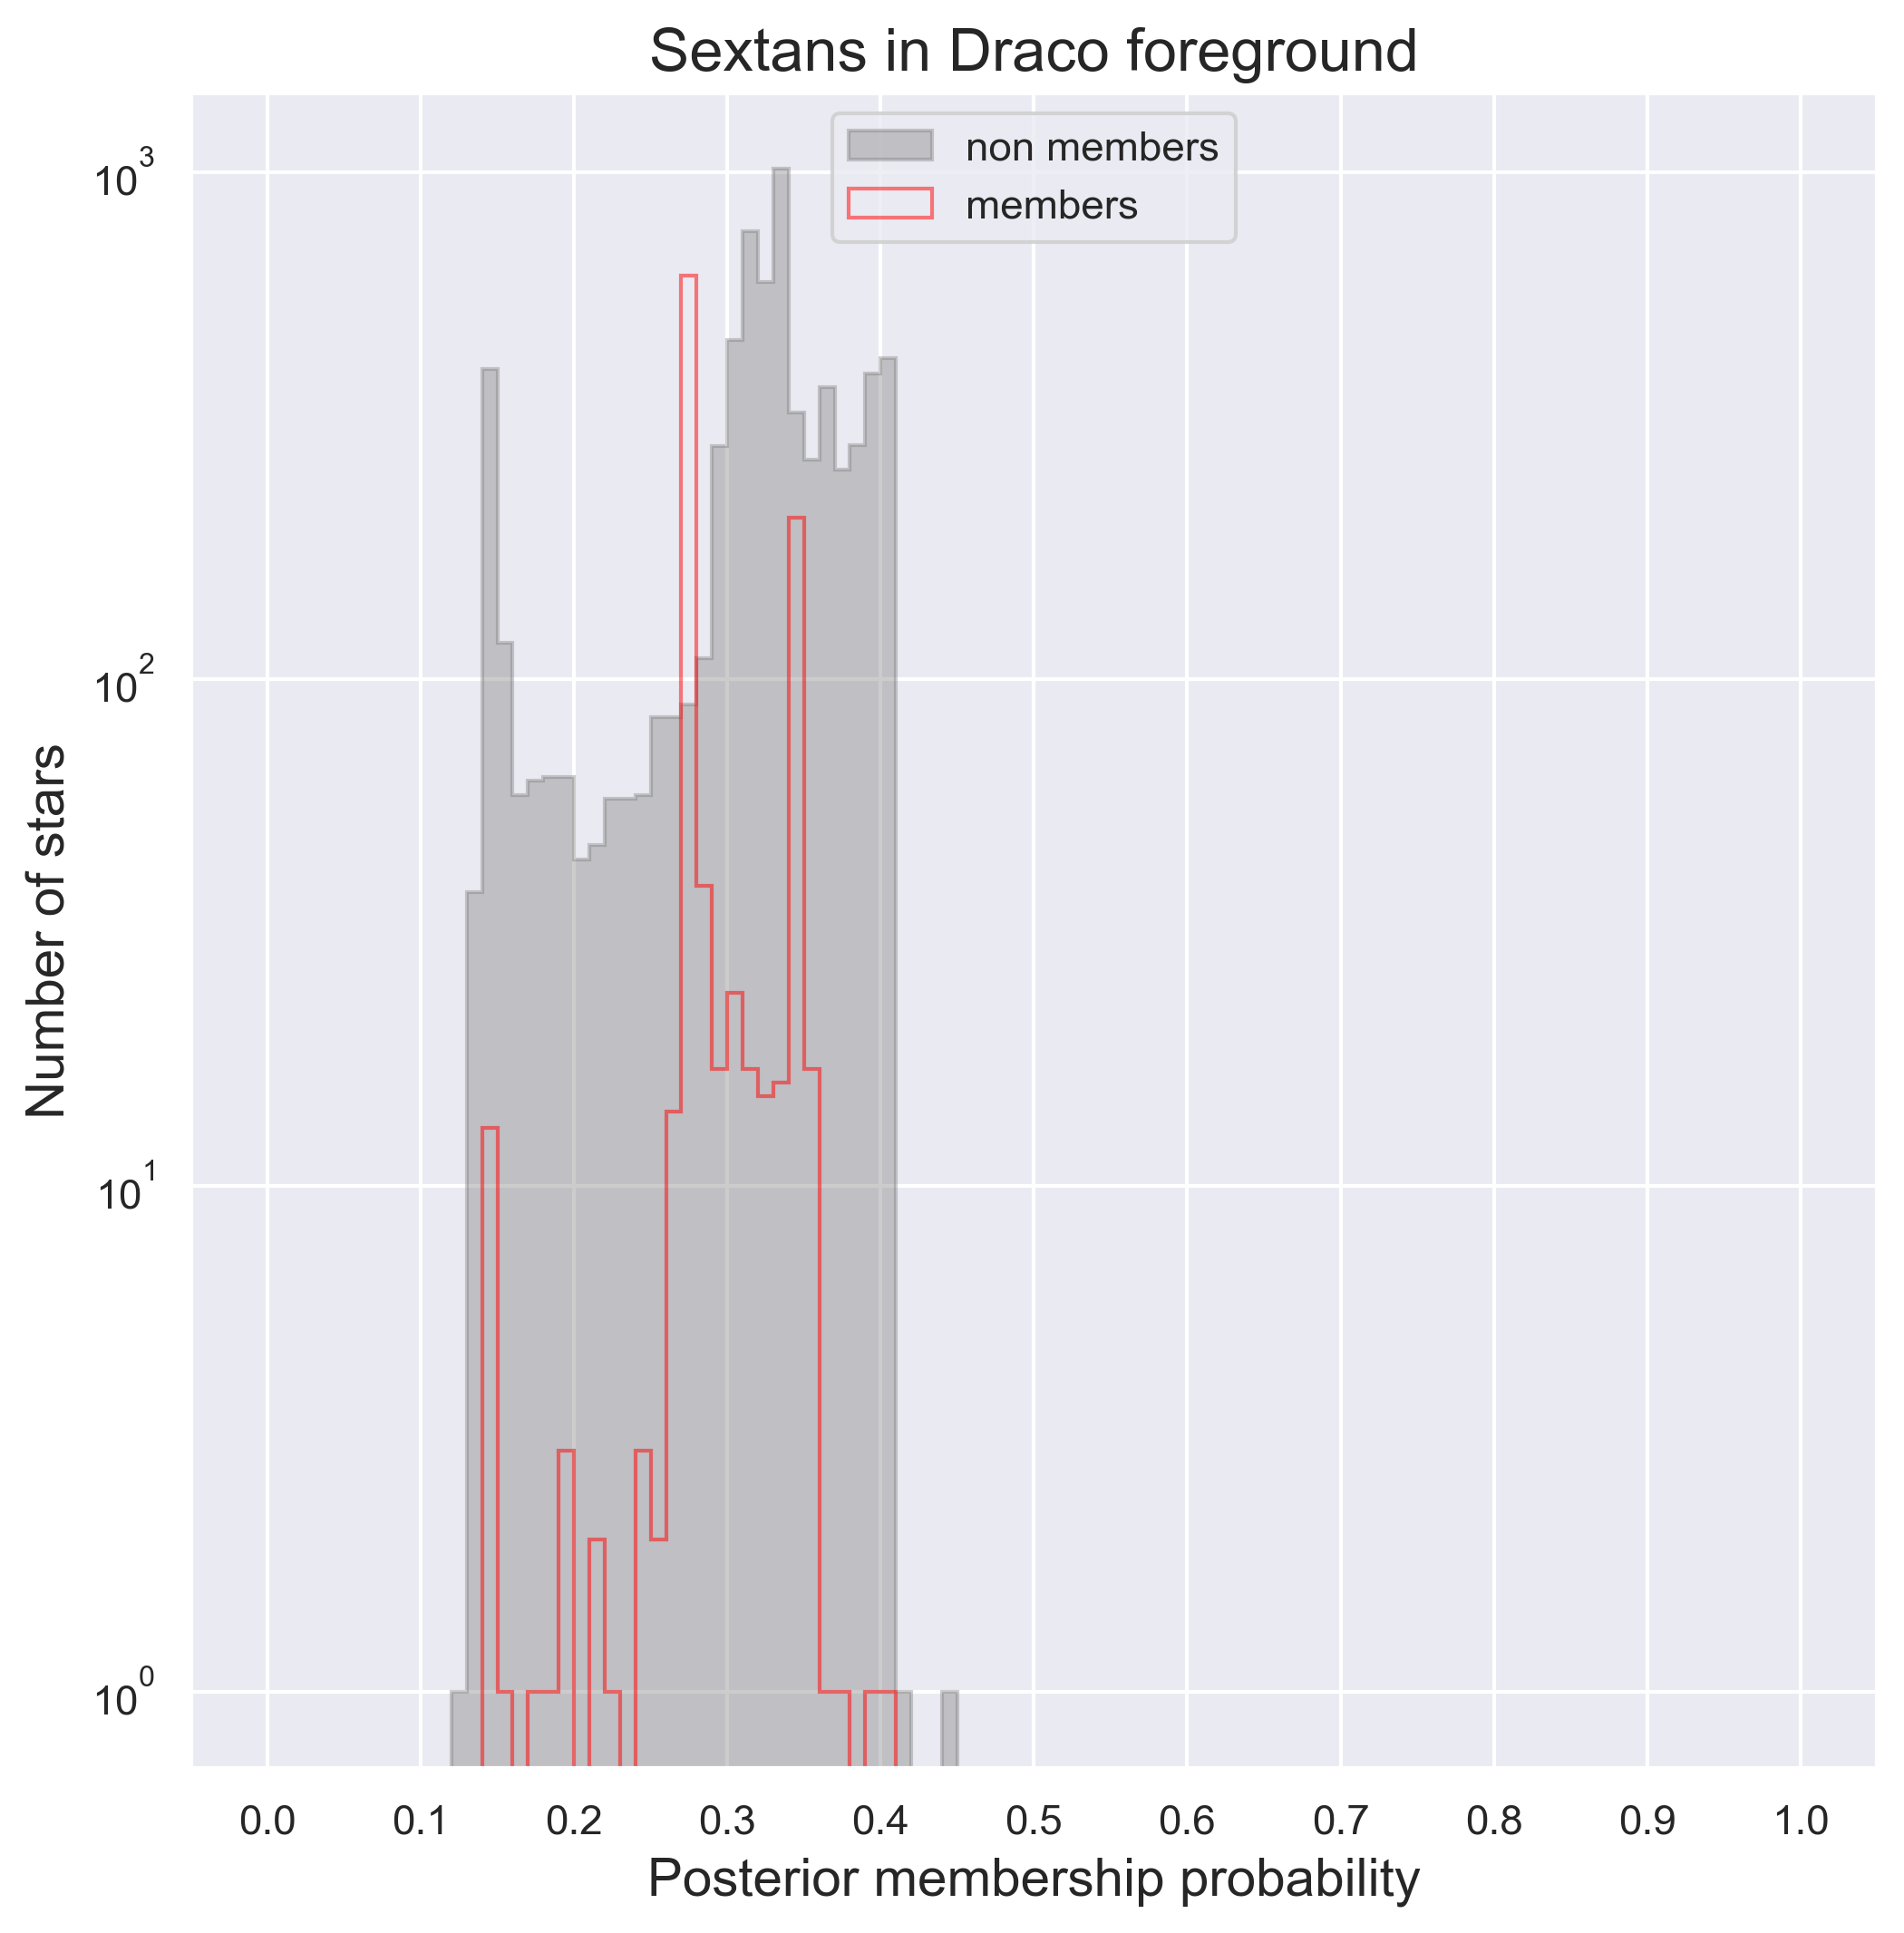 Sextans in Draco foreground
non members
members
10³
10²
10¹
10⁰
Number of stars
0.0 0.1 0.2 0.3 0.4 0.5 0.6 0.7 0.8 0.9 1.0
Posterior membership probability